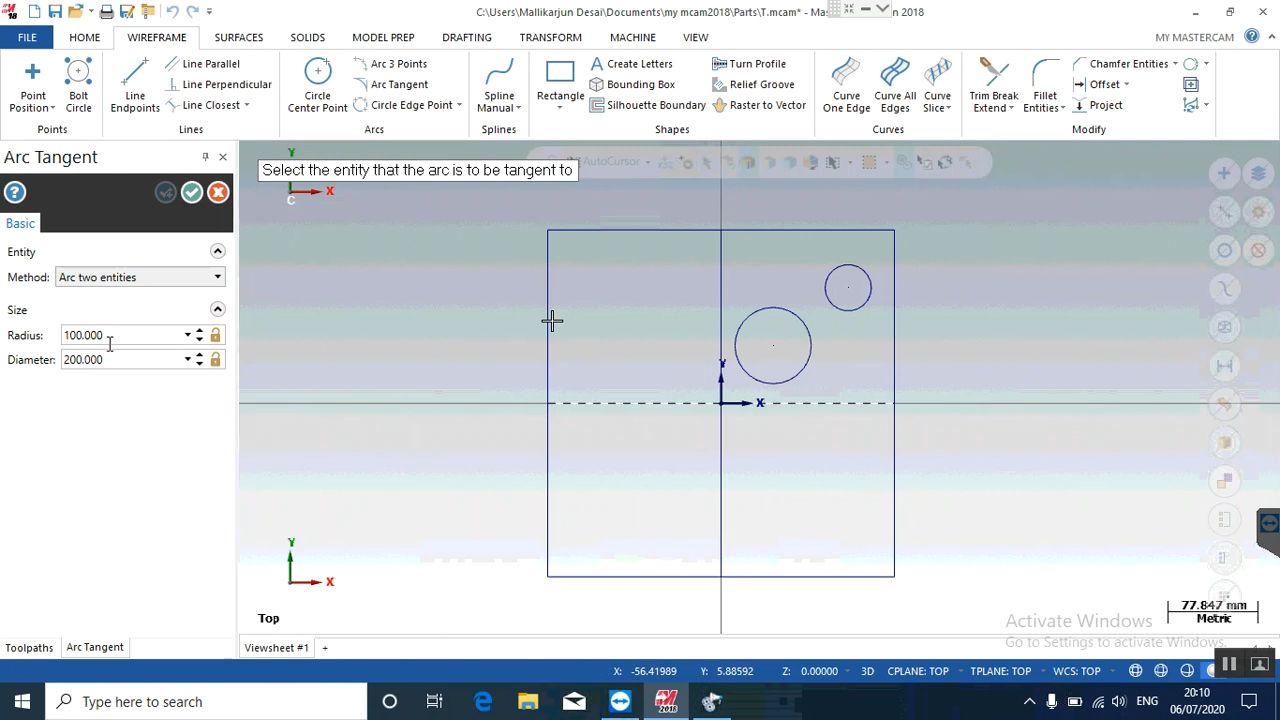 C:\Users\Mallikarjun Desai\Documents\my mcam2018\Parts\T.mcam* - Mas
n 2018
FILE HOME WIREFRAME SURFACES SOLIDS MODEL PREP DRAFTING TRANSFORM MACHINE VIEW MY MASTERCAM
Point Position
Bolt Circle
Points
Line Endpoints
Line Parallel
Line Perpendicular
Line Closest
Lines
Circle Center Point
Arc 3 Points
Arc Tangent
Circle Edge Point
Arcs
Spline Manual
Splines
Rectangle
Create Letters
Bounding Box
Silhouette Boundary
Turn Profile
Relief Groove
Raster to Vector
Shapes
Curve One Edge
Curve All Edges
Curve Slice
Curves
Trim Break Extend
Fillet Entities
Chamfer Entities
Offset
Project
Modify
Arc Tangent
Basic
Entity
Method: Arc two entities
Size
Radius: 100.000
Diameter: 200.000
Y
X
C
Select the entity that the arc is to be tangent to
AutoCursor
Y
X
Y
X
Top
77.847 mm
Metric
Activate Windows
Go to Settings to activate Windows.
Toolpaths Arc Tangent
Viewsheet #1 +
X: -56.41989 Y: 5.88592 Z: 0.00000 3D CPLANE: TOP TPLANE: TOP WCS: TOP
Type here to search
18
ENG
20:10
06/07/2020